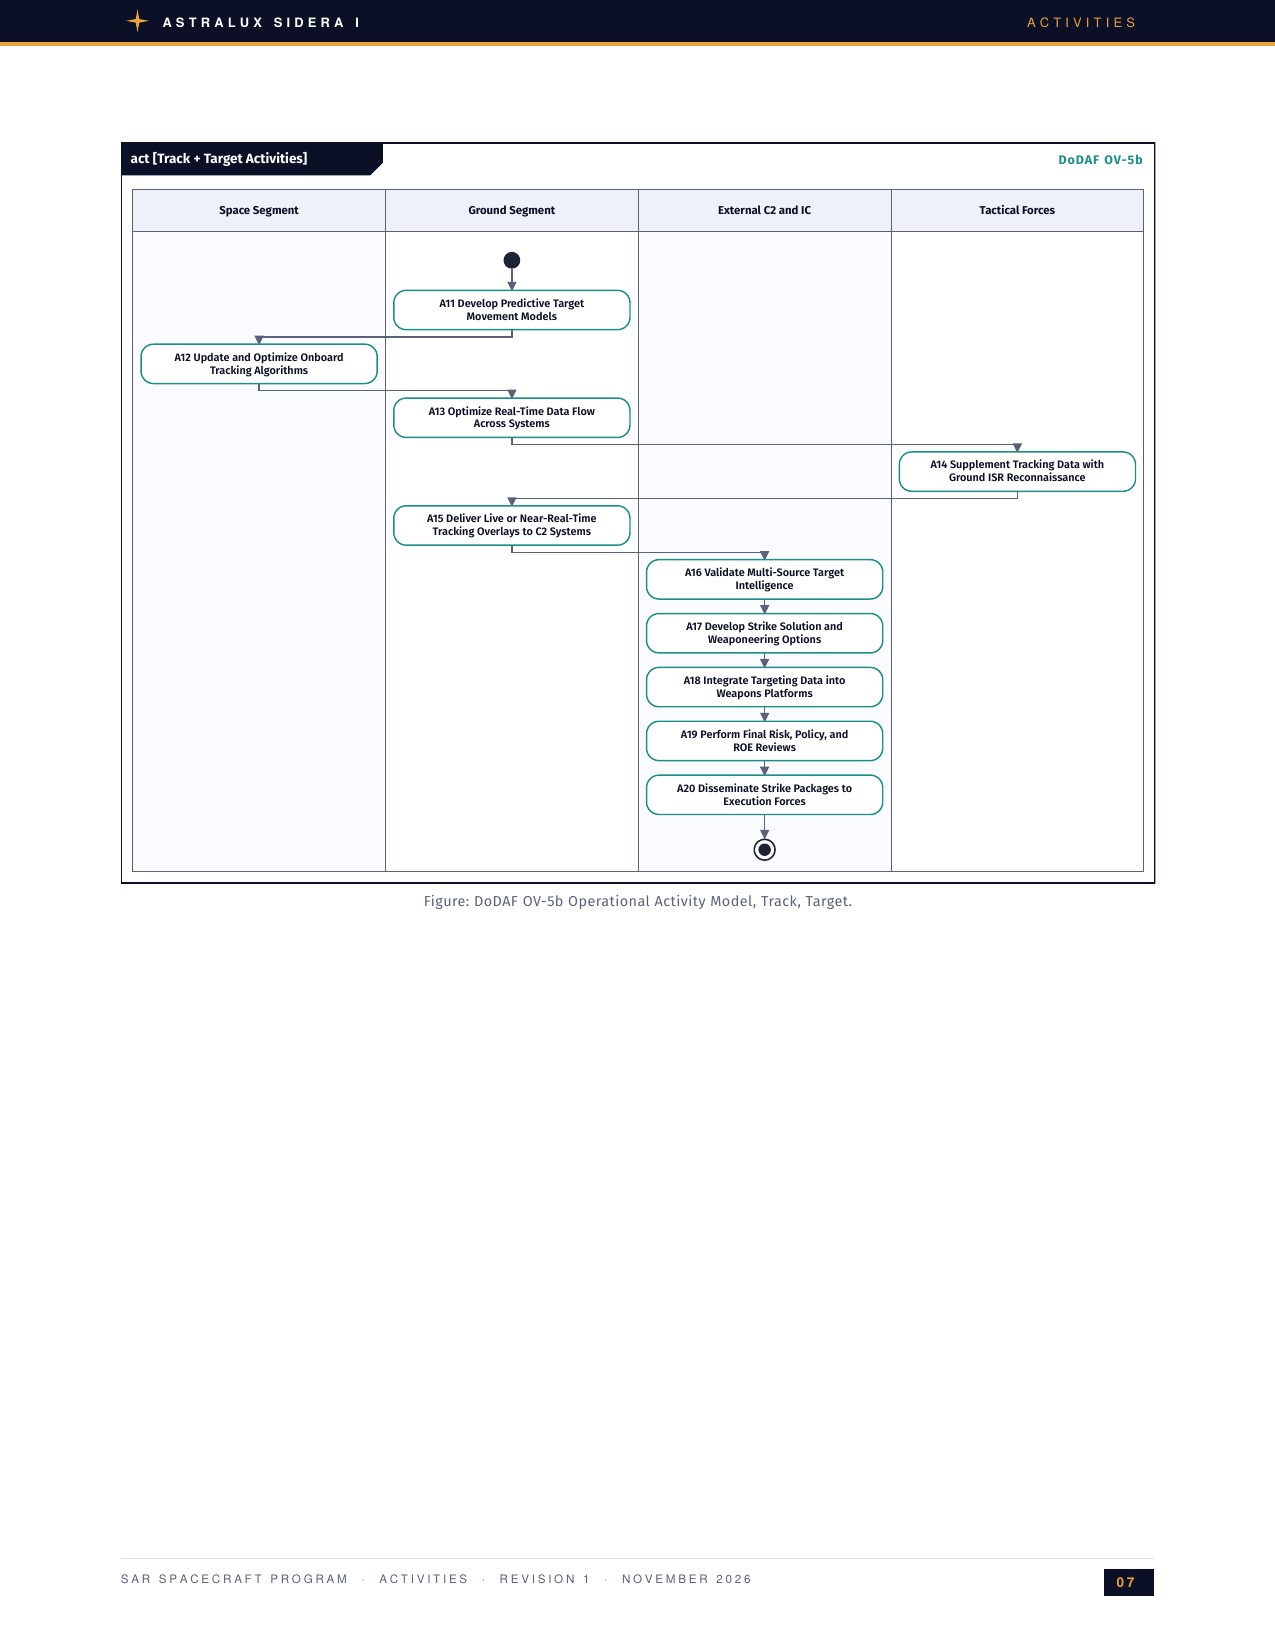 ASTRALUX SIDERA I
ACTIVITIES
act [Track + Target Activities]
DoDAF OV-5b
Space Segment
Ground Segment
External C2 and IC
Tactical Forces
A11 Develop Predictive Target
Movement Models
A12 Update and Optimize Onboard
Tracking Algorithms
A13 Optimize Real-Time Data Flow
Across Systems
A14 Supplement Tracking Data with
Ground ISR Reconnaissance
A15 Deliver Live or Near-Real-Time
Tracking Overlays to C2 Systems
A16 Validate Multi-Source Target
Intelligence
A17 Develop Strike Solution and
Weaponeering Options
A18 Integrate Targeting Data into
Weapons Platforms
A19 Perform Final Risk, Policy, and
ROE Reviews
A20 Disseminate Strike Packages to
Execution Forces
Figure: DoDAF OV-5b Operational Activity Model, Track, Target.
SAR SPACECRAFT PROGRAM · ACTIVITIES · REVISION 1 · NOVEMBER 2026
07